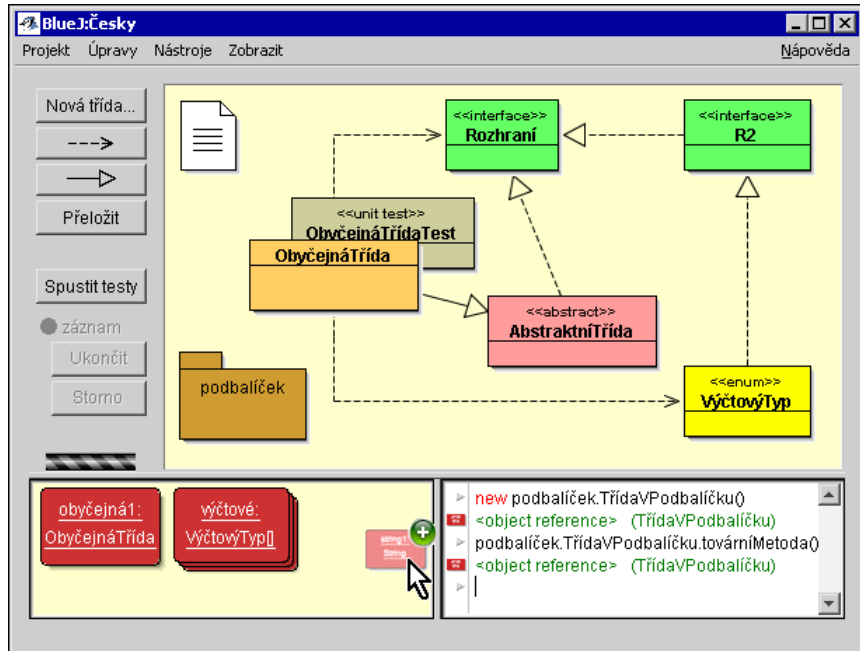 BlueJ:Česky
Projekt Úpravy Nástroje Zobrazit Nápověda
Nová třída...
Přeložit
Spustit testy
záznam
Ukončit
Storno
<<interface>>
Rozhraní
<<interface>>
R2
<<unit test>>
ObyčejnáTřídaTest
ObyčejnáTřída
<<abstract>>
AbstraktníTřída
podbalíček
<<enum>>
VýčtovýTyp
obyčejná1:
ObyčejnáTřída
výčtové:
VýčtovýTyp[]
string1:
String
new podbalíček.TřídaVPodbalíčku()
<object reference> (TřídaVPodbalíčku)
podbalíček.TřídaVPodbalíčku.továrníMetoda()
<object reference> (TřídaVPodbalíčku)